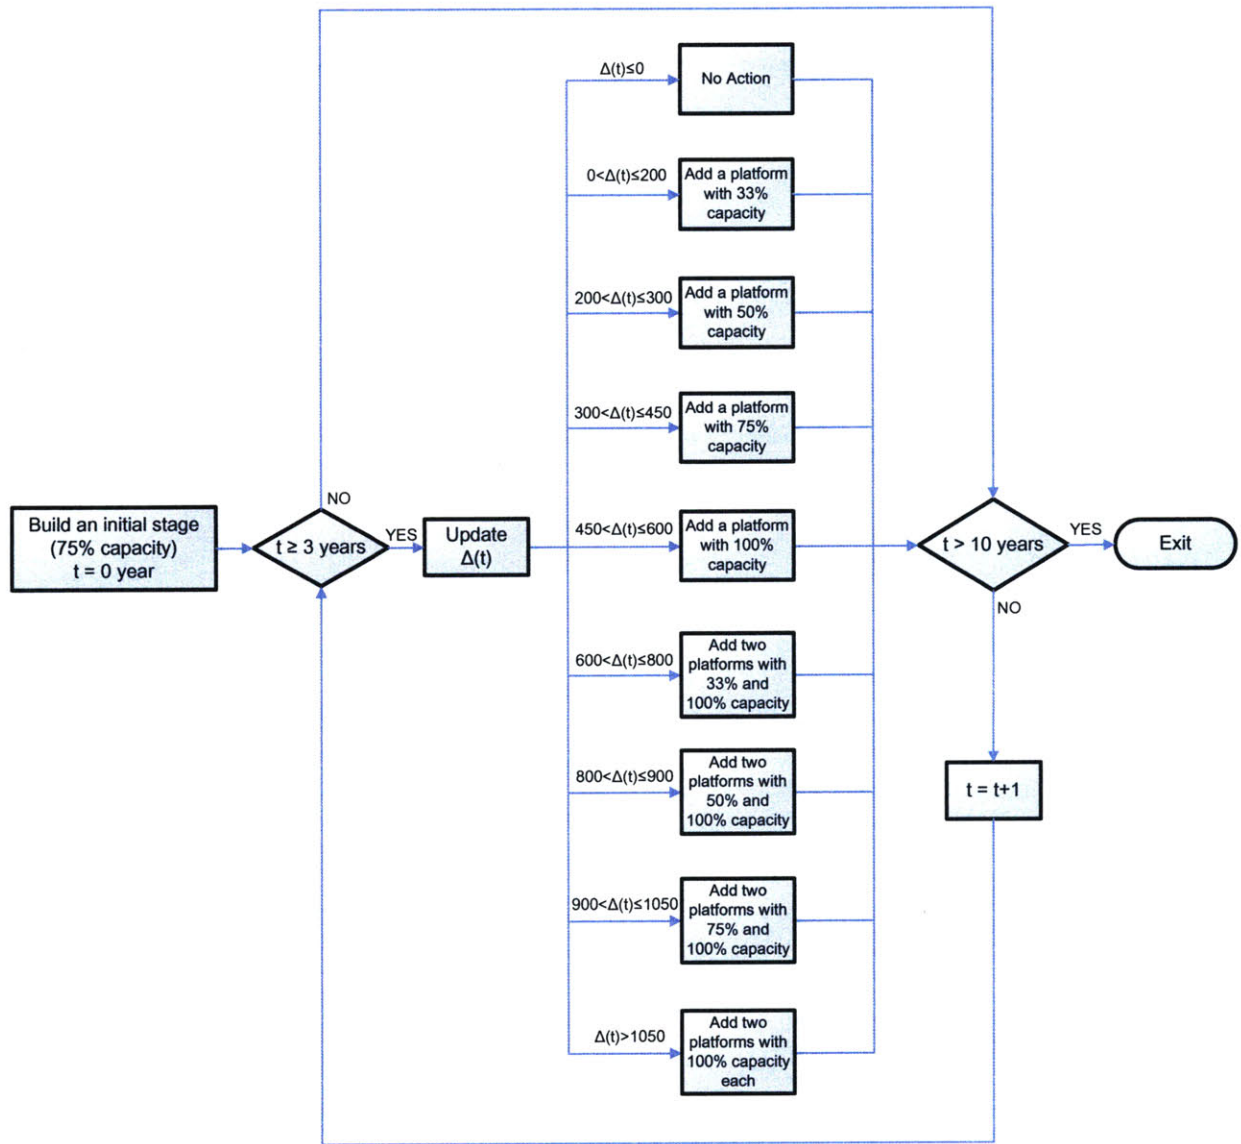 Build an initial stage
(75% capacity)
t = 0 year
NO
t ≥ 3 years
YES
Update
Δ(t)
Δ(t)≤0
No Action
0<Δ(t)≤200
Add a platform
with 33%
capacity
200<Δ(t)≤300
Add a platform
with 50%
capacity
300<Δ(t)≤450
Add a platform
with 75%
capacity
450<Δ(t)≤600
Add a platform
with 100%
capacity
600<Δ(t)≤800
Add two
platforms with
33% and
100% capacity
800<Δ(t)≤900
Add two
platforms with
50% and
100% capacity
900<Δ(t)≤1050
Add two
platforms with
75% and
100% capacity
Δ(t)>1050
Add two
platforms with
100% capacity
each
t > 10 years
YES
Exit
NO
t = t+1